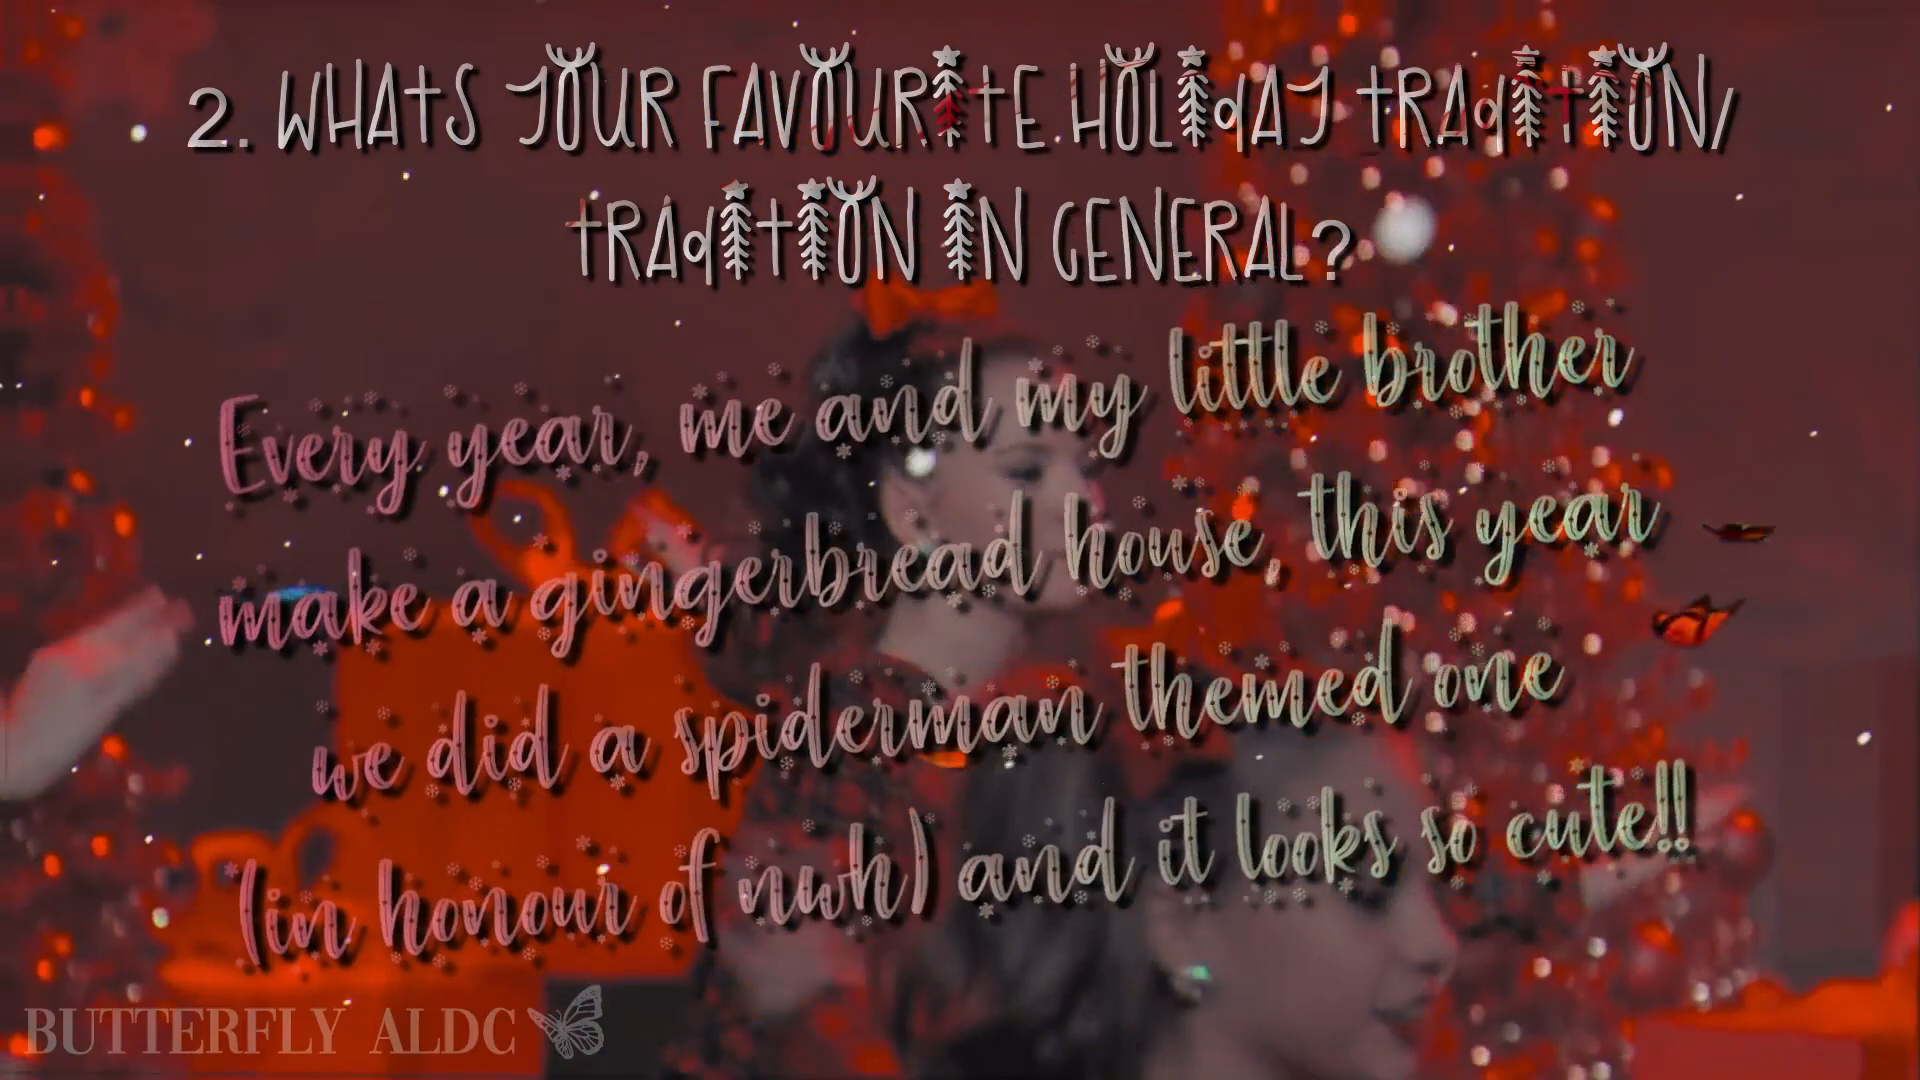 2. WHATS YOUR FAVOURITE HOLIDAY TRADITION/
TRADITION IN GENERAL?
Every year, me and my little brother
make a gingerbread house, this year
we did a spiderman themed one
(in honour of nwh) and it looks so cute!!
BUTTERFLY ALDC